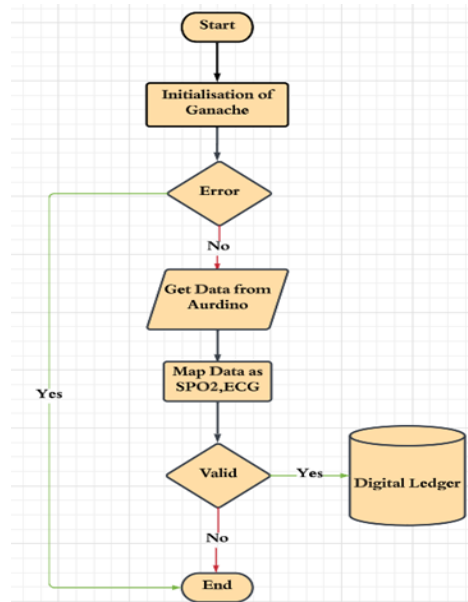 Start
Initialisation of
Ganache
Error
No
Get Data from
Aurdino
Map Data as
SPO2,ECG
Yes
Valid
Yes
Digital Ledger
No
End